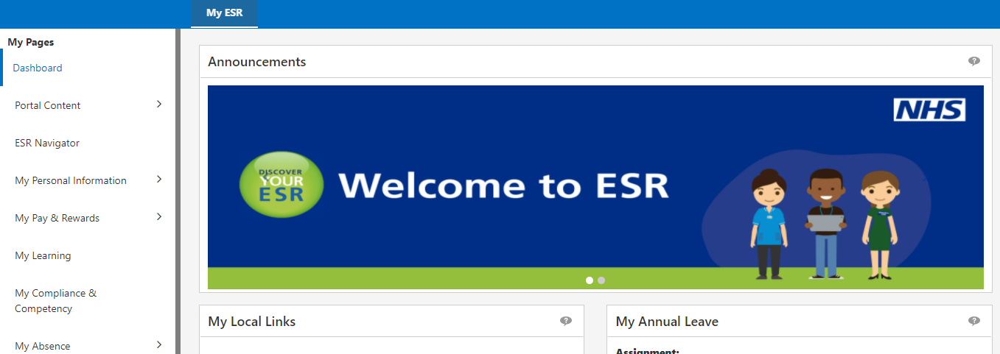 My ESR
My Pages
Dashboard
Portal Content
ESR Navigator
My Personal Information
My Pay & Rewards
My Learning
My Compliance &
Competency
My Absence
Announcements
NHS
DISCOVER
YOUR
ESR
Welcome to ESR
My Local Links
My Annual Leave
Assignment: